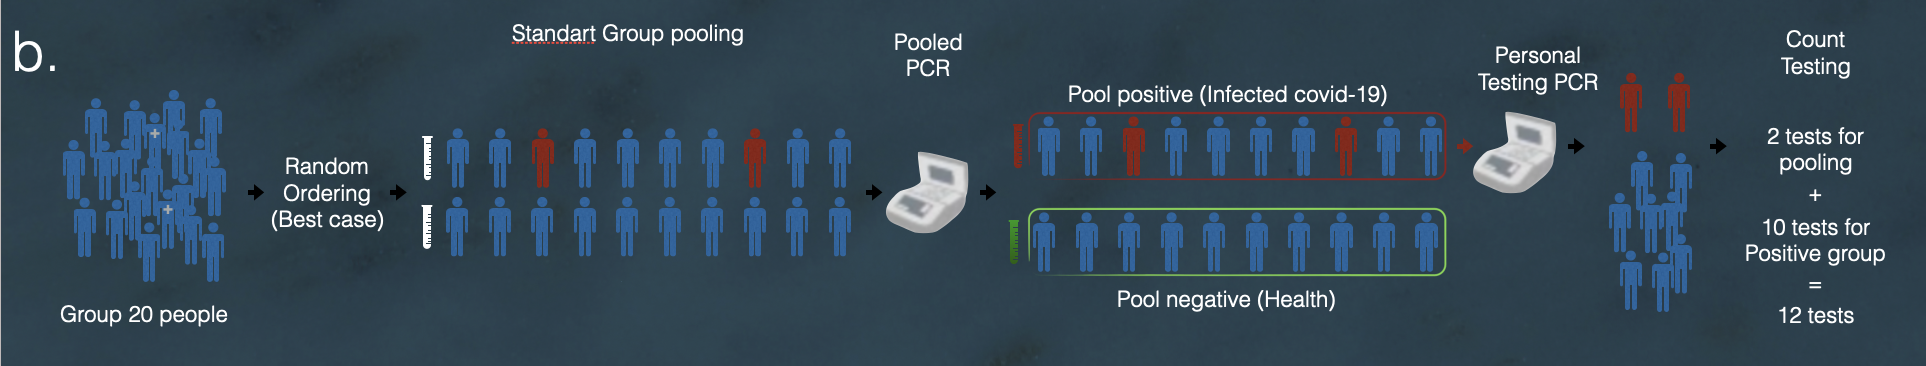 b.
Standart Group pooling
Pooled
PCR
Pool positive (Infected covid-19)
Personal
Testing PCR
Count
Testing
Random
Ordering
(Best case)
2 tests for
pooling
+
10 tests for
Positive group
=
12 tests
Pool negative (Health)
Group 20 people